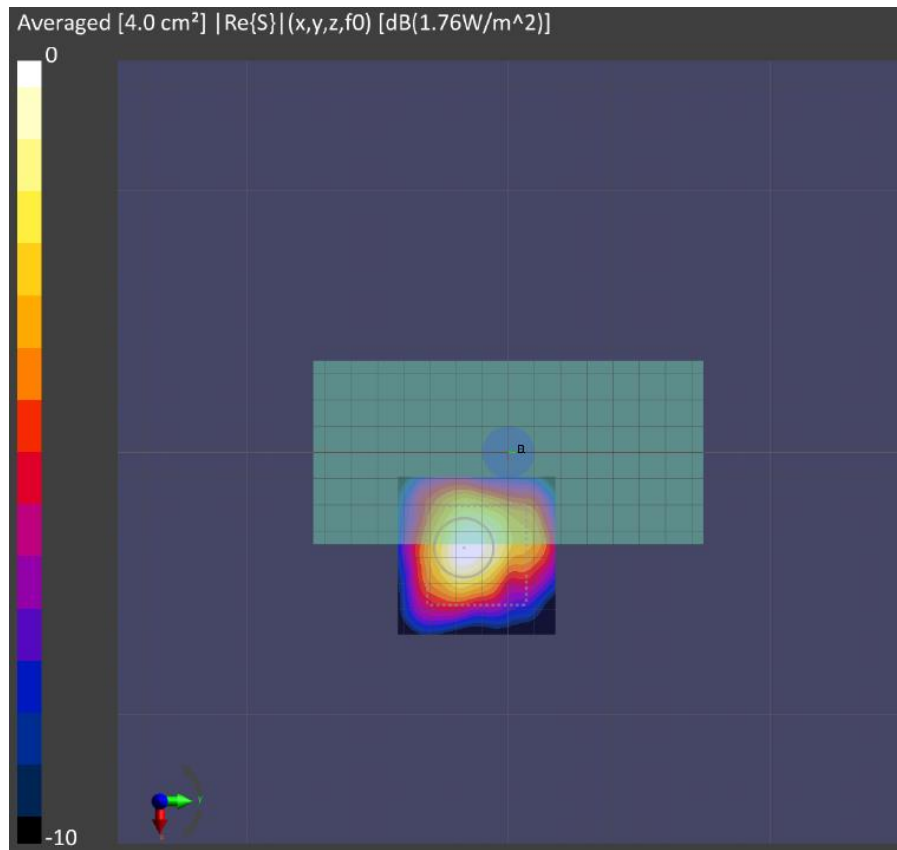 Averaged [4.0 cm²] |Re{S}|(x,y,z,f0) [dB(1.76W/m^2)]
0
-10
Y